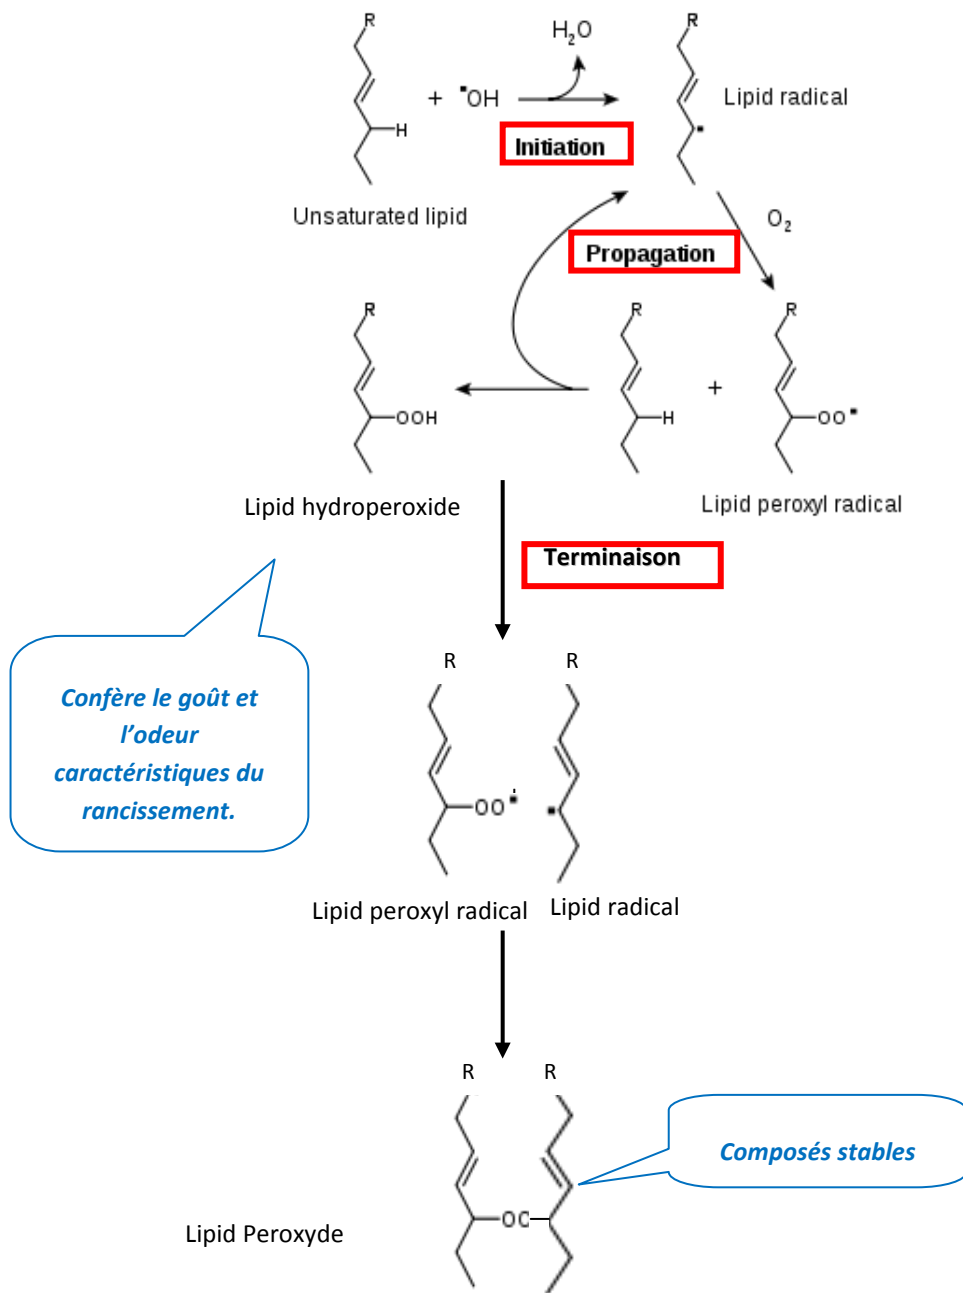 R
H₂O
R
+ •OH
H
Lipid radical
Initiation
Unsaturated lipid
O₂
Propagation
R
R
R
OOH
H
+
OO•
Lipid hydroperoxide
Lipid peroxyl radical
Terminaison
R
R
Confère le goût et
l’odeur
caractéristiques du
rancissement.
OO•
Lipid peroxyl radical
Lipid radical
R
R
Composés stables
OC
Lipid Peroxyde